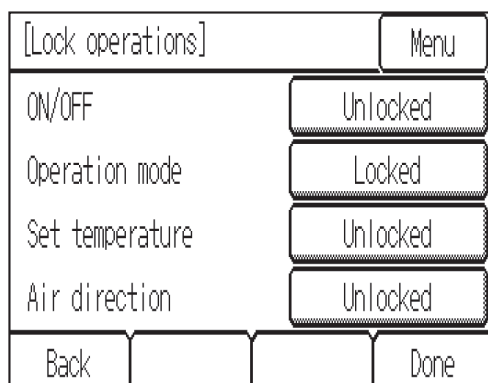 [Lock operations] Menu
ON/OFF Unlocked
Operation mode Locked
Set temperature Unlocked
Air direction Unlocked
Back Done